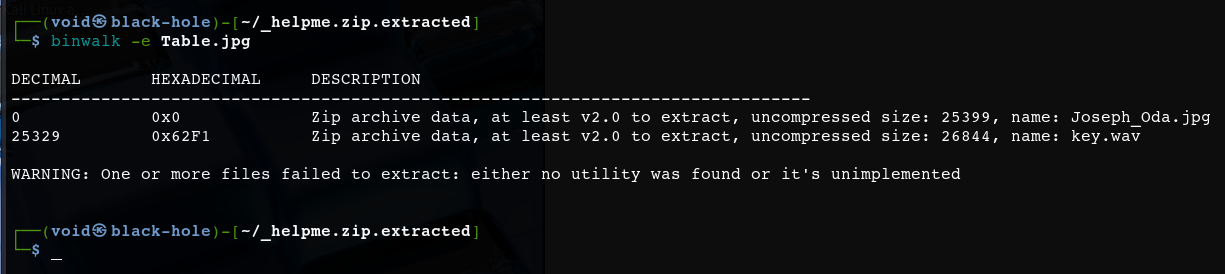 ┌──(void㉿black-hole)-[~/_helpme.zip.extracted]
└─$ binwalk -e Table.jpg
DECIMAL       HEXADECIMAL     DESCRIPTION
--------------------------------------------------------------------------------
0             0x0             Zip archive data, at least v2.0 to extract, uncompressed size: 25399, name: Joseph_Oda.jpg
25329         0x62F1          Zip archive data, at least v2.0 to extract, uncompressed size: 26844, name: key.wav
WARNING: One or more files failed to extract: either no utility was found or it's unimplemented
┌──(void㉿black-hole)-[~/_helpme.zip.extracted]
└─$ _